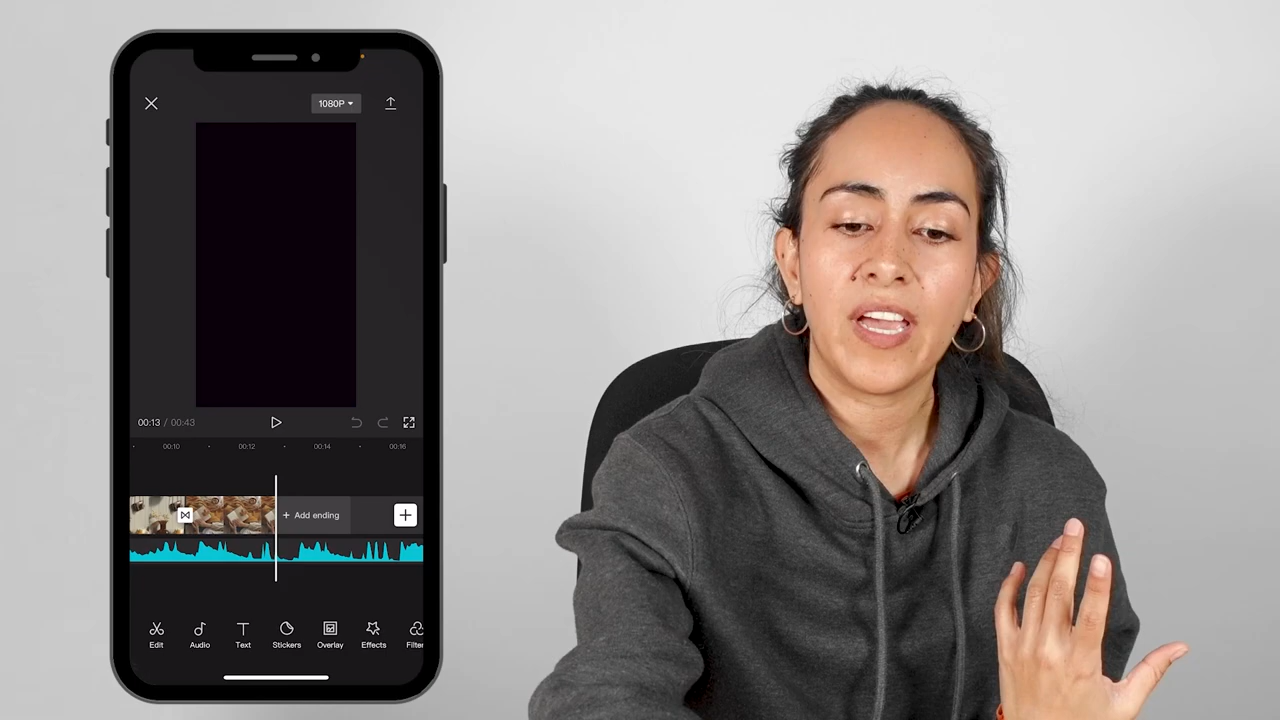 1080P
00:13 / 00:43
00:10
00:12
00:14
00:16
+ Add ending
Edit
Audio
Text
Stickers
Overlay
Effects
Filter